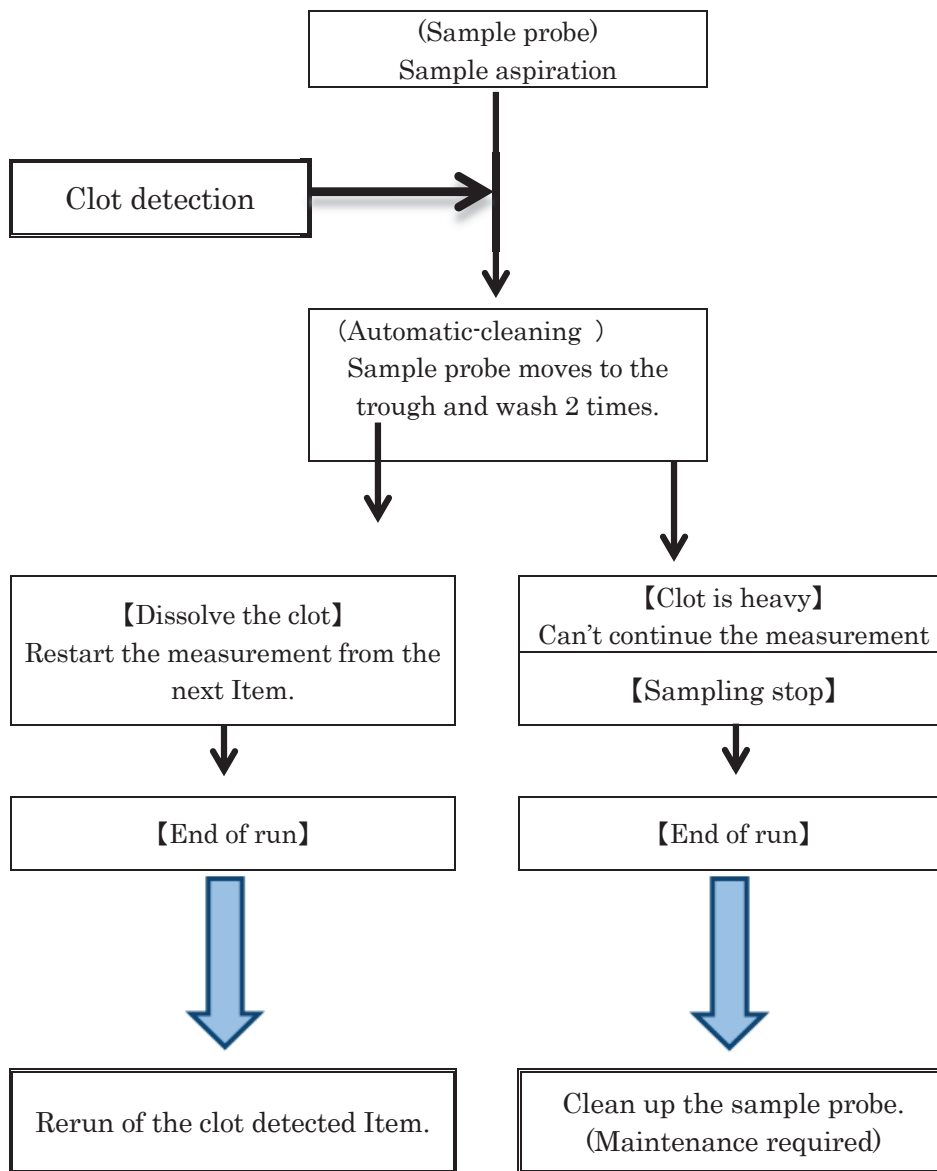 (Sample probe)
Sample aspiration
Clot detection
(Automatic-cleaning )
Sample probe moves to the
trough and wash 2 times.
【Dissolve the clot】
Restart the measurement from the
next Item.
【Clot is heavy】
Can't continue the measurement
【Sampling stop】
【End of run】
【End of run】
Rerun of the clot detected Item.
Clean up the sample probe.
(Maintenance required)